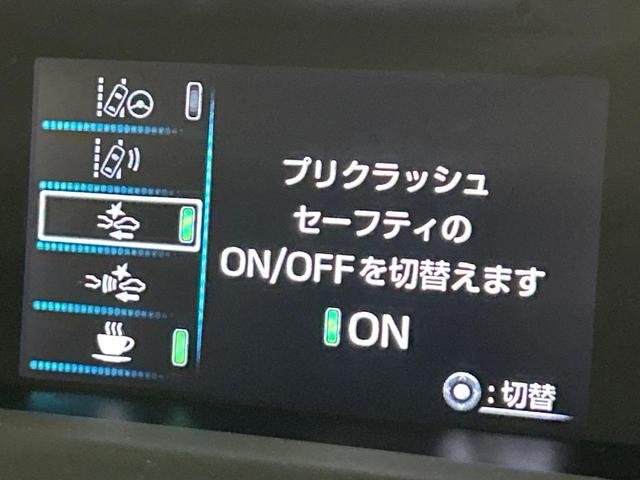 プリクラッシュ
セーフティの
ON/OFFを切替えます
ON
:切替